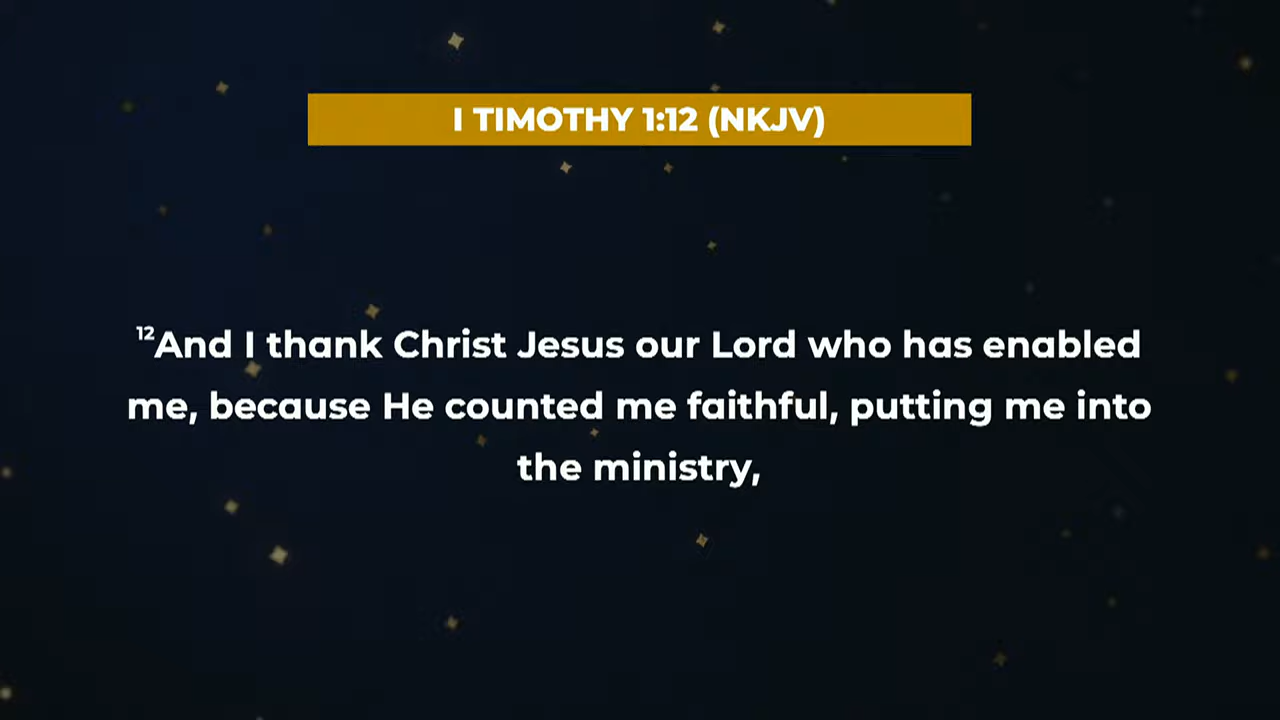 I TIMOTHY 1:12 (NKJV)
¹²And I thank Christ Jesus our Lord who has enabled
me, because He counted me faithful, putting me into
the ministry,